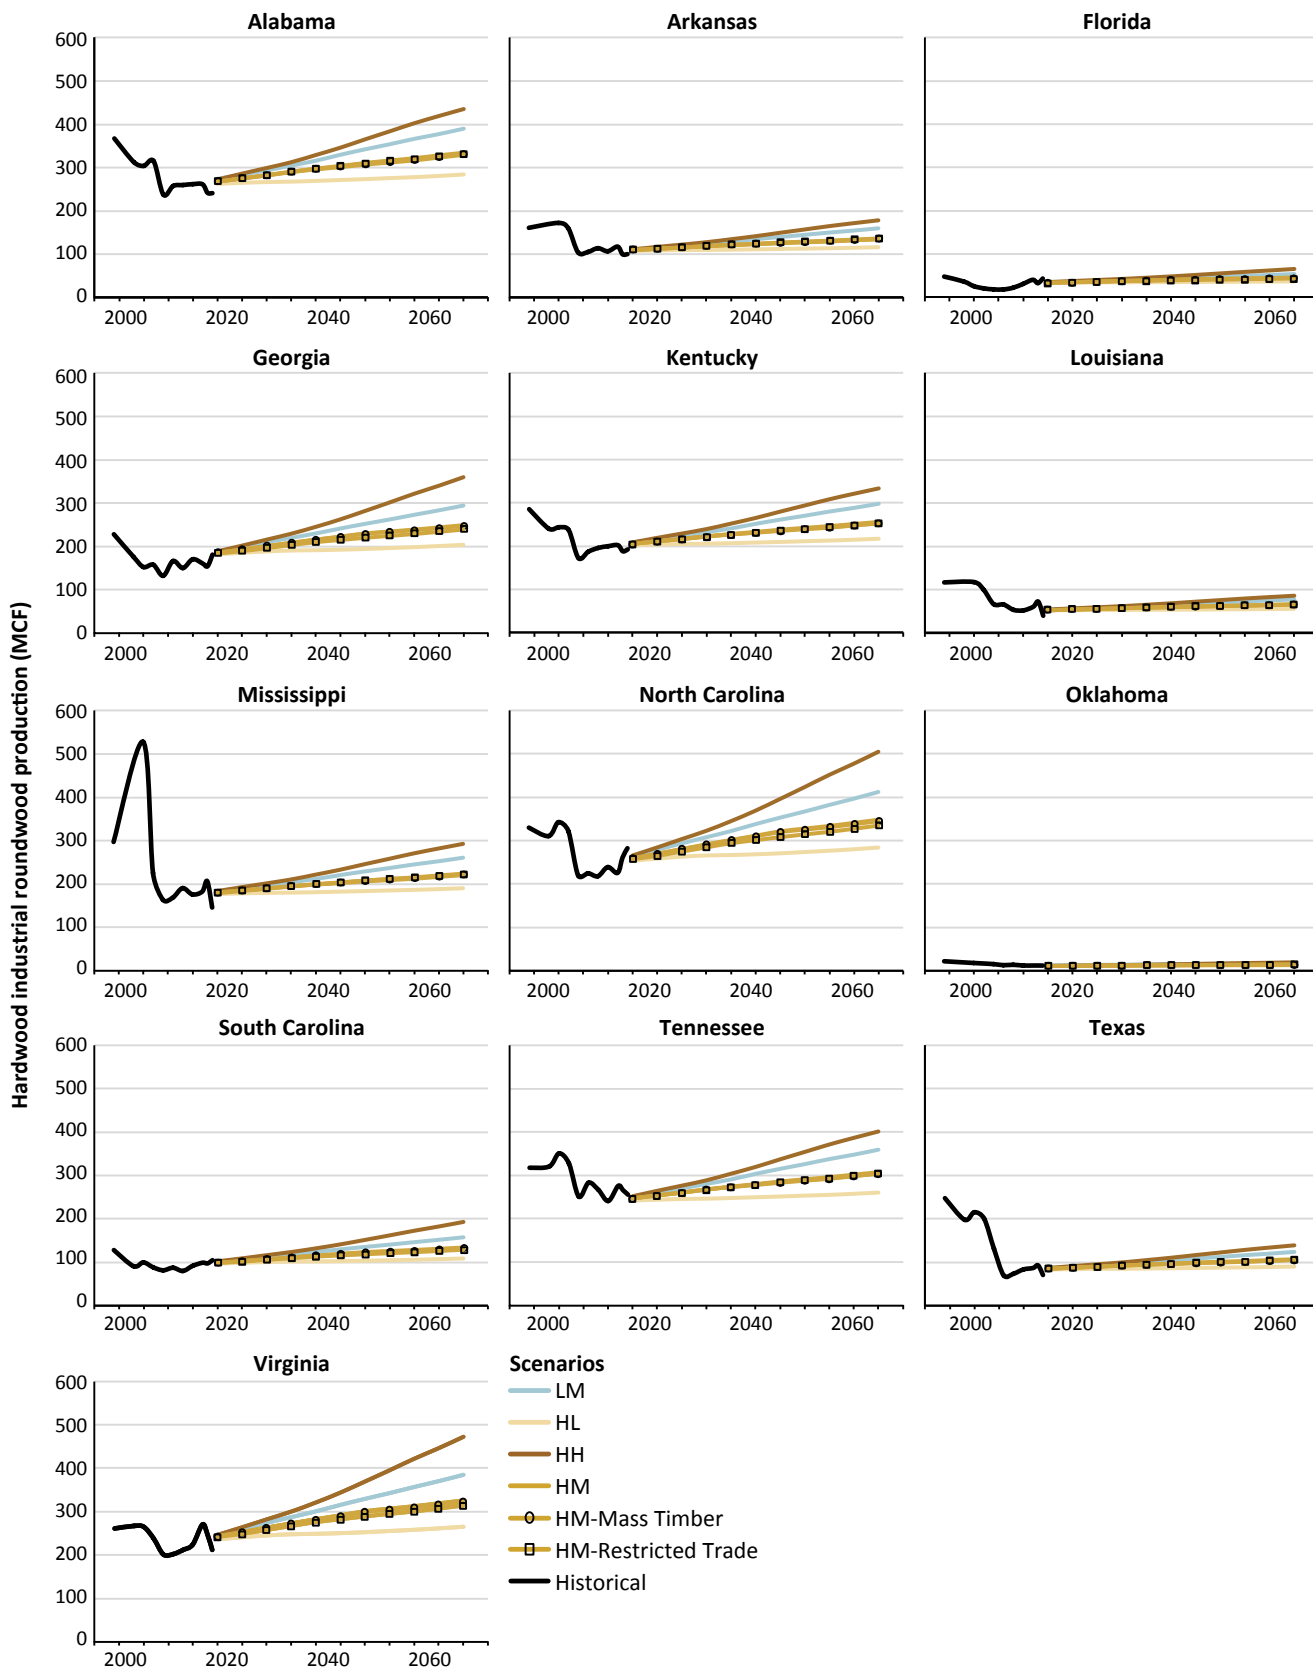 Hardwood industrial roundwood production (MCF)
Alabama
Arkansas
Florida
600
500
400
300
200
100
0
2000 2020 2040 2060
2000 2020 2040 2060
2000 2020 2040 2060
Georgia
Kentucky
Louisiana
600
500
400
300
200
100
0
2000 2020 2040 2060
2000 2020 2040 2060
2000 2020 2040 2060
Mississippi
North Carolina
Oklahoma
600
500
400
300
200
100
0
2000 2020 2040 2060
2000 2020 2040 2060
2000 2020 2040 2060
South Carolina
Tennessee
Texas
600
500
400
300
200
100
0
2000 2020 2040 2060
2000 2020 2040 2060
2000 2020 2040 2060
Virginia
600
500
400
300
200
100
0
2000 2020 2040 2060
Scenarios
LM
HL
HH
HM
HM-Mass Timber
HM-Restricted Trade
Historical